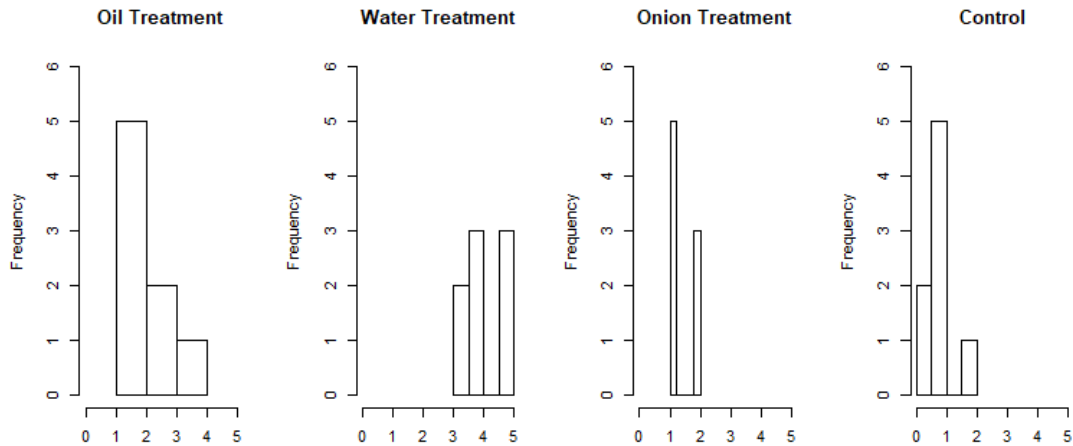 Oil Treatment
Frequency
0 1 2 3 4 5 6
0 1 2 3 4 5
Water Treatment
Frequency
0 1 2 3 4 5 6
0 1 2 3 4 5
Onion Treatment
Frequency
0 1 2 3 4 5 6
0 1 2 3 4 5
Control
Frequency
0 1 2 3 4 5 6
0 1 2 3 4 5